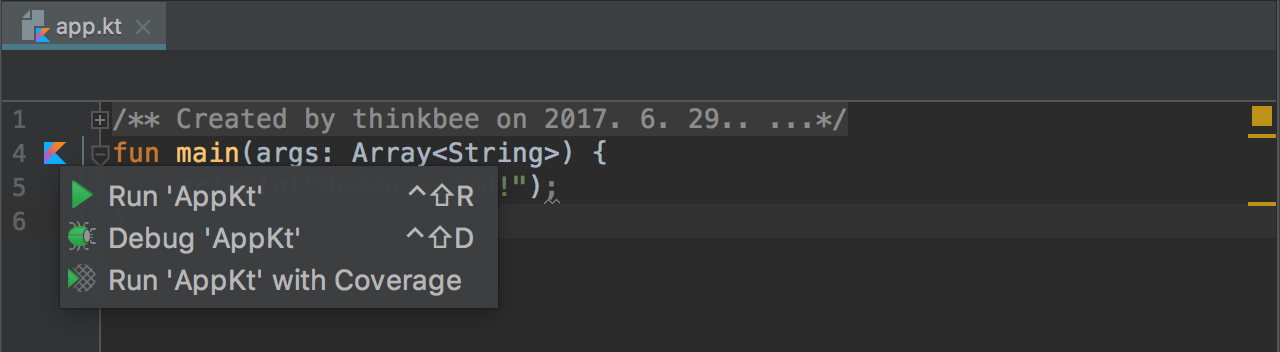 app.kt
1 /** Created by thinkbee on 2017. 6. 29.. ...*/
4 fun main(args: Array<String>) {
5 !");
6
Run 'AppKt' ^⇧R
Debug 'AppKt' ^⇧D
Run 'AppKt' with Coverage